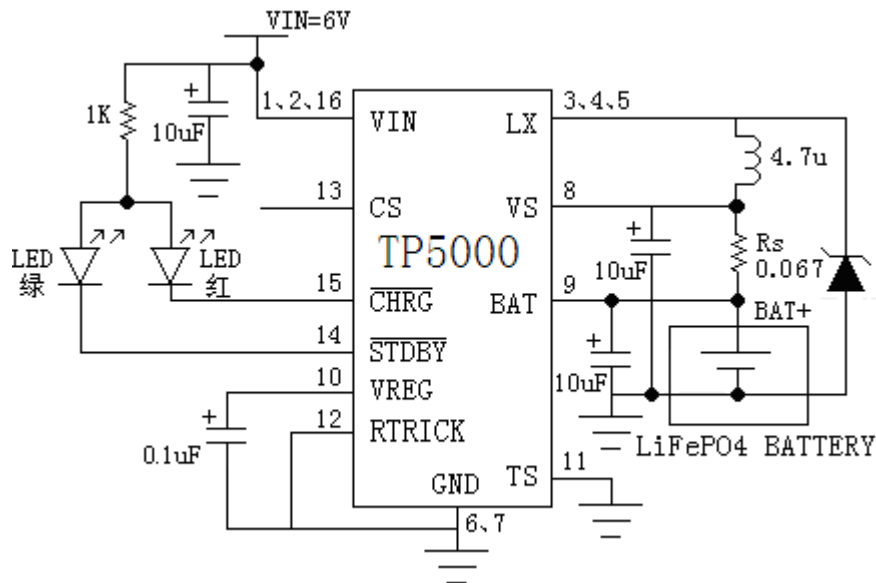 VIN=6V
1K
10uF
1、2、16
VIN
LX
3、4、5
4.7u
13
CS
VS
8
TP5000
LED
绿
LED
红
15
CHRG
BAT
9
10uF
Rs
0.067
BAT+
14
STDBY
10
VREG
12
RTRICK
10uF
0.1uF
LiFePO4 BATTERY
GND
TS
11
6、7